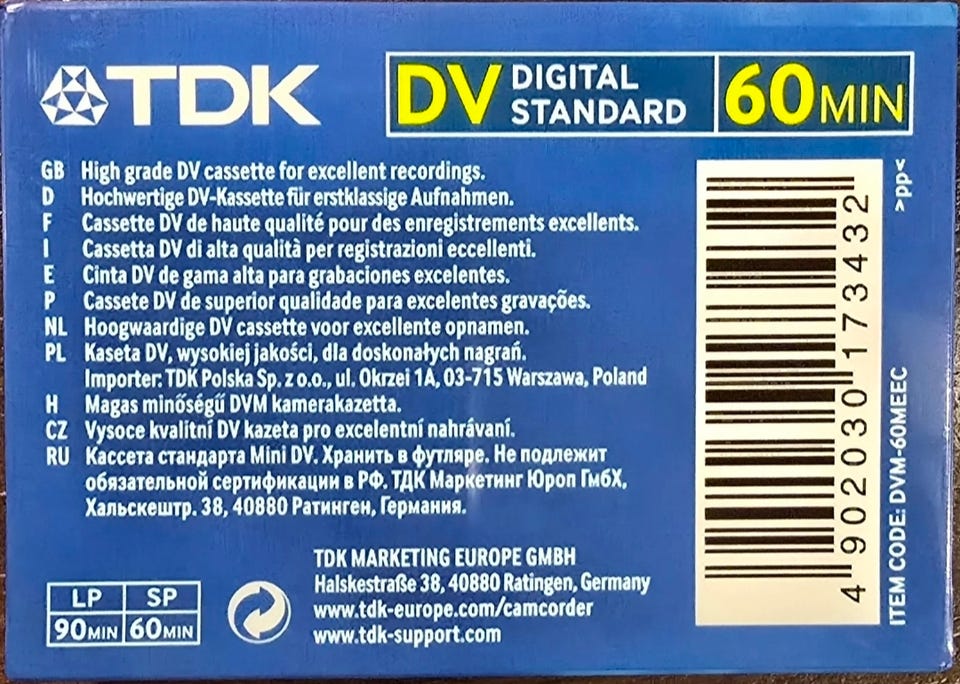 TDK
DV DIGITAL STANDARD 60MIN
GB High grade DV cassette for excellent recordings.
D Hochwertige DV-Kassette für erstklassige Aufnahmen.
F Cassette DV de haute qualité pour des enregistrements excellents.
I Cassetta DV di alta qualità per registrazioni eccellenti.
E Cinta DV de gama alta para grabaciones excelentes.
P Cassete DV de superior qualidade para excelentes gravações.
NL Hoogwaardige DV cassette voor excellente opnamen.
PL Kaseta DV, wysokiej jakości, dla doskonałych nagrań.
Importer: TDK Polska Sp. z o.o., ul. Okrzei 1A, 03-715 Warszawa, Poland
H Magas minőségű DVM kamerakazetta.
CZ Vysoce kvalitní DV kazeta pro excelentní nahrávaní.
RU Кассета стандарта Mini DV. Хранить в футляре. Не подлежит
обязательной сертификации в РФ. ТДК Маркетинг Юроп ГмбХ,
Хальскештр. 38, 40880 Ратинген, Германия.
TDK MARKETING EUROPE GMBH
Halskestraße 38, 40880 Ratingen, Germany
www.tdk-europe.com/camcorder
www.tdk-support.com
LP SP
90MIN 60MIN
>pp<
4 902030 173432
ITEM CODE: DVM-60MEEC